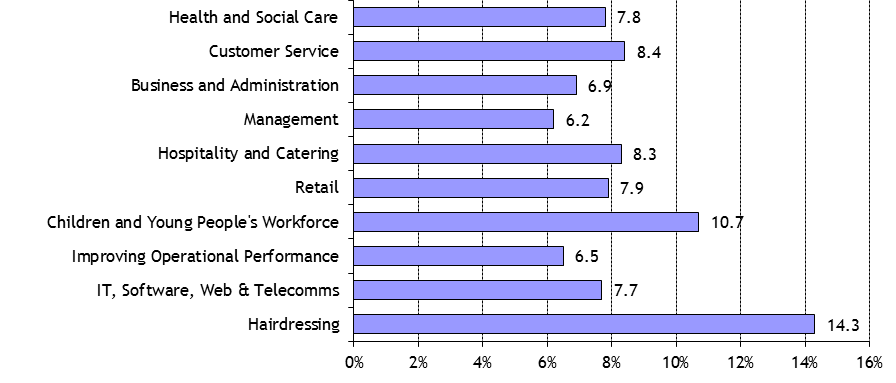 Health and Social Care 7.8
Customer Service 8.4
Business and Administration 6.9
Management 6.2
Hospitality and Catering 8.3
Retail 7.9
Children and Young People's Workforce 10.7
Improving Operational Performance 6.5
IT, Software, Web & Telecomms 7.7
Hairdressing 14.3
0% 2% 4% 6% 8% 10% 12% 14% 16%